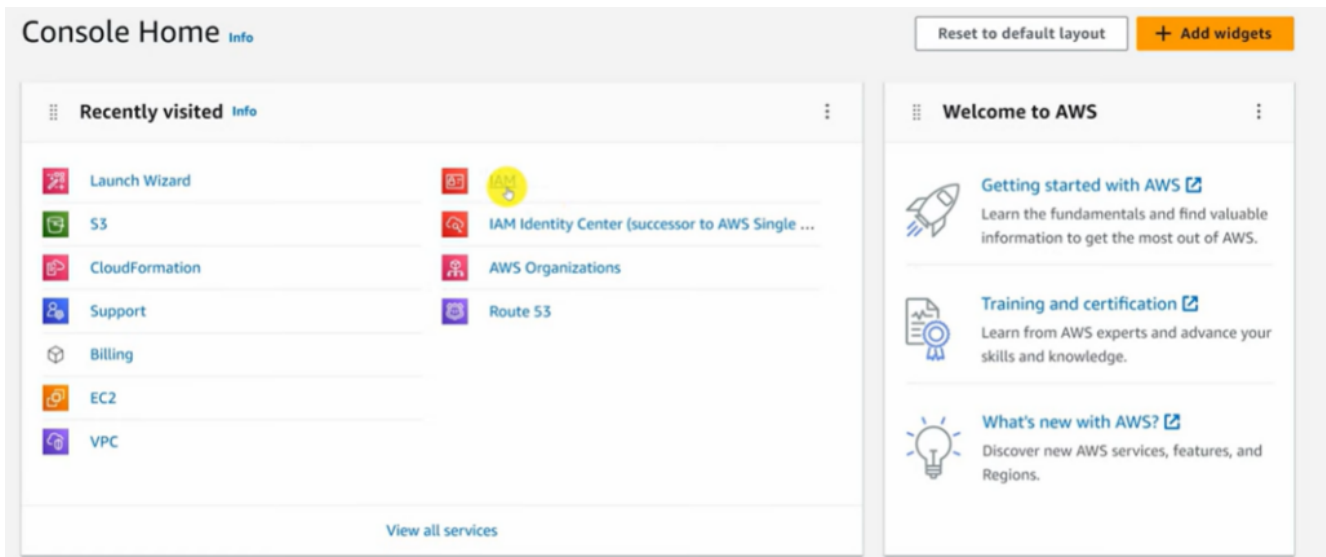 Console Home Info
Reset to default layout
+ Add widgets
Recently visited Info
Launch Wizard
S3
CloudFormation
Support
Billing
EC2
VPC
IAM
IAM Identity Center (successor to AWS Single ...
AWS Organizations
Route 53
View all services
Welcome to AWS
Getting started with AWS
Learn the fundamentals and find valuable
information to get the most out of AWS.
Training and certification
Learn from AWS experts and advance your
skills and knowledge.
What's new with AWS?
Discover new AWS services, features, and
Regions.